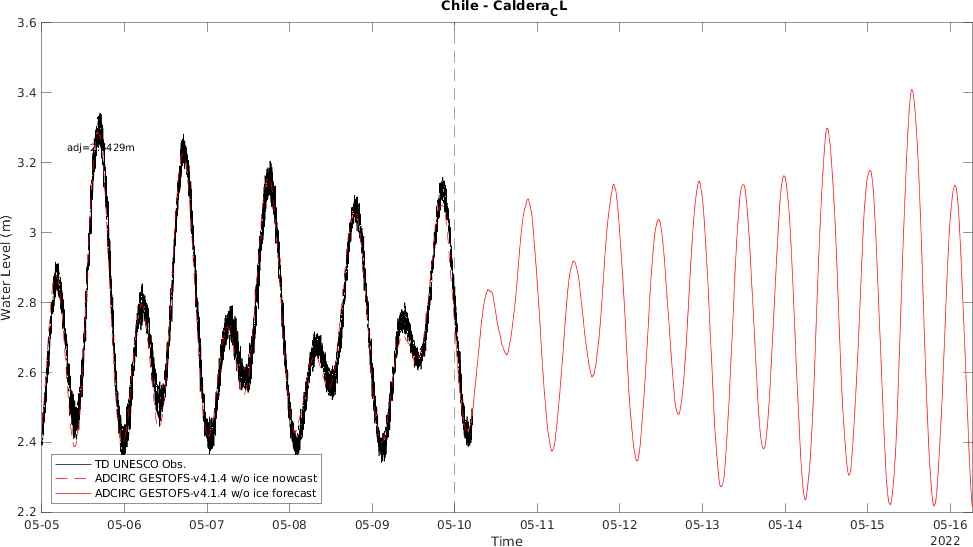 Chile - Caldera_CL
3.6
3.4
3.2
3
2.8
2.6
2.4
2.2
Water Level (m)
TD UNESCO Obs.
ADCIRC GESTOFS-v4.1.4 w/o ice nowcast
ADCIRC GESTOFS-v4.1.4 w/o ice forecast
05-05 05-06 05-07 05-08 05-09 05-10 05-11 05-12 05-13 05-14 05-15 05-16
Time
2022